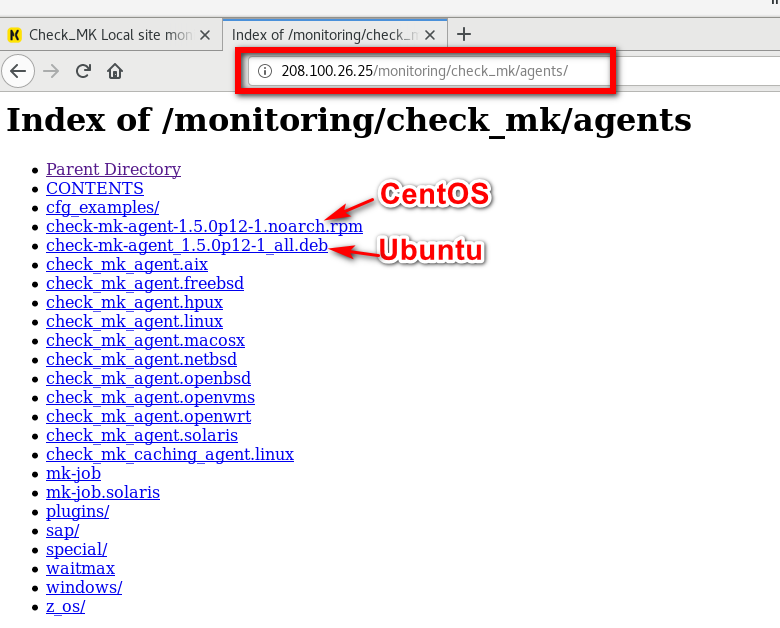 Check_MK Local site mon
Index of /monitoring/check_m
208.100.26.25/monitoring/check_mk/agents/
Index of /monitoring/check_mk/agents
Parent Directory
CONTENTS
cfg_examples/
CentOS
check-mk-agent-1.5.0p12-1.noarch.rpm
check-mk-agent_1.5.0p12-1_all.deb
Ubuntu
check_mk_agent.aix
check_mk_agent.freebsd
check_mk_agent.hpux
check_mk_agent.linux
check_mk_agent.macosx
check_mk_agent.netbsd
check_mk_agent.openbsd
check_mk_agent.openvms
check_mk_agent.openwrt
check_mk_agent.solaris
check_mk_caching_agent.linux
mk-job
mk-job.solaris
plugins/
sap/
special/
waitmax
windows/
z_os/